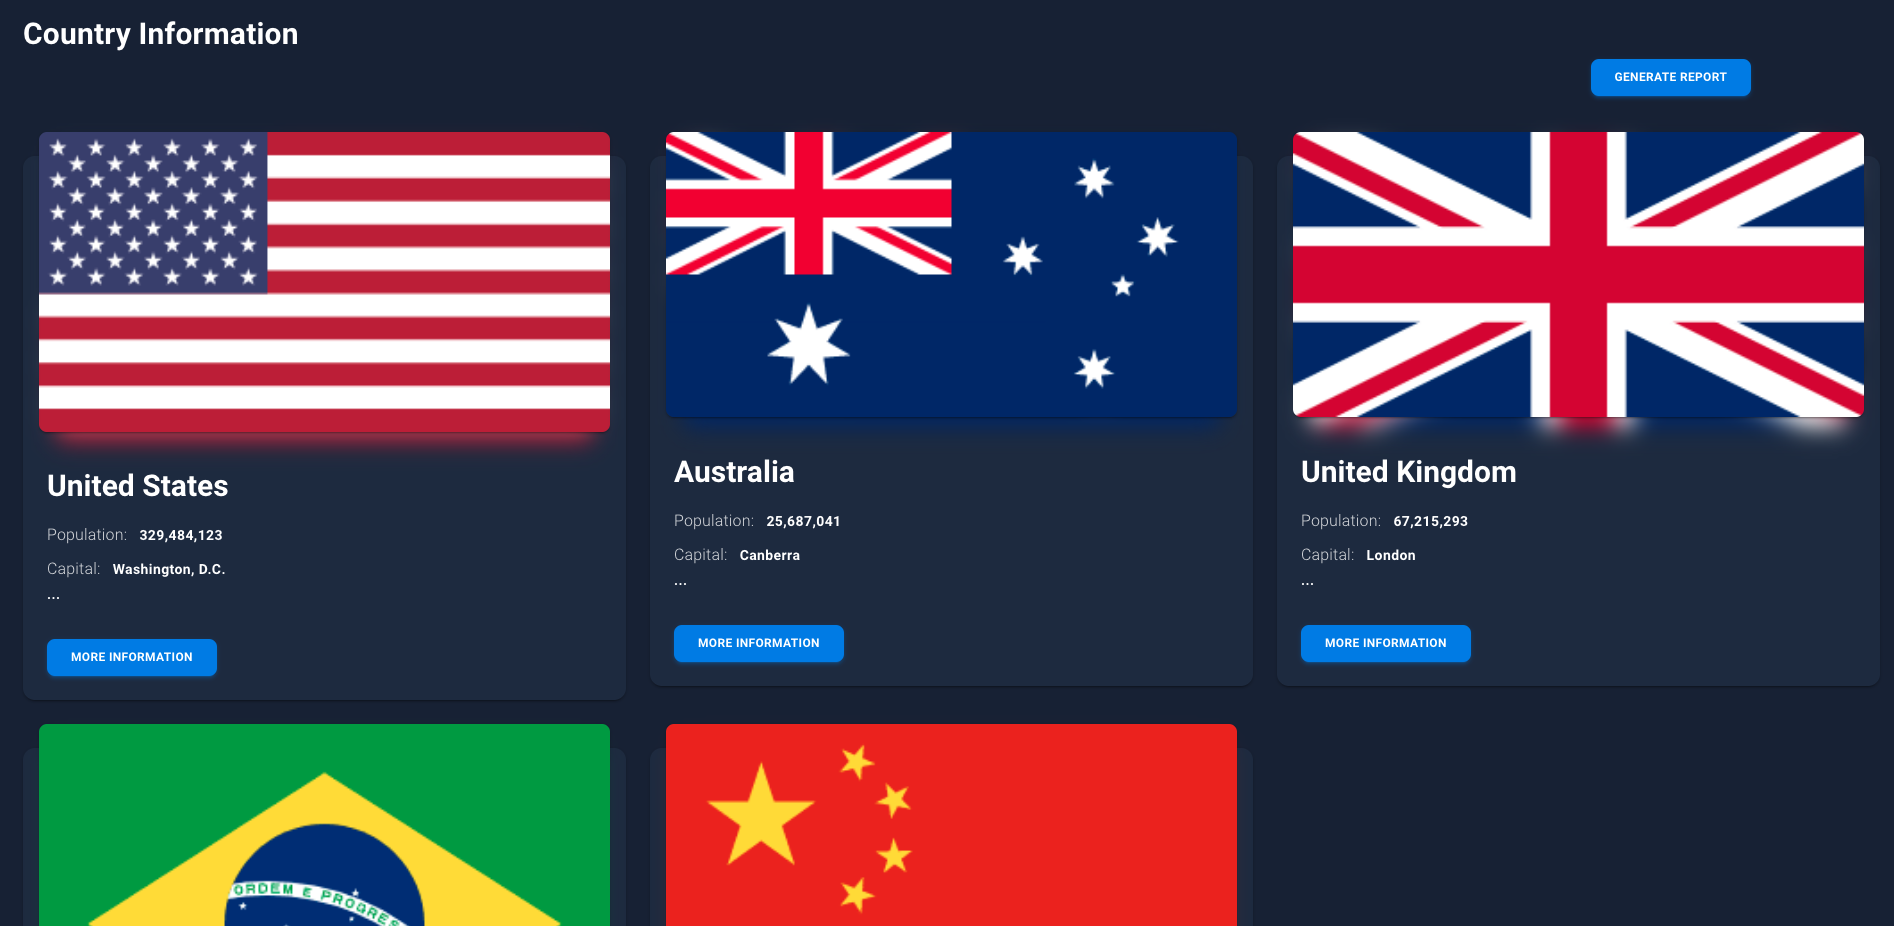 Country Information
GENERATE REPORT
United States
Population: 329,484,123
Capital: Washington, D.C.
...
MORE INFORMATION
Australia
Population: 25,687,041
Capital: Canberra
...
MORE INFORMATION
United Kingdom
Population: 67,215,293
Capital: London
...
MORE INFORMATION
ORDEM E PROGRES